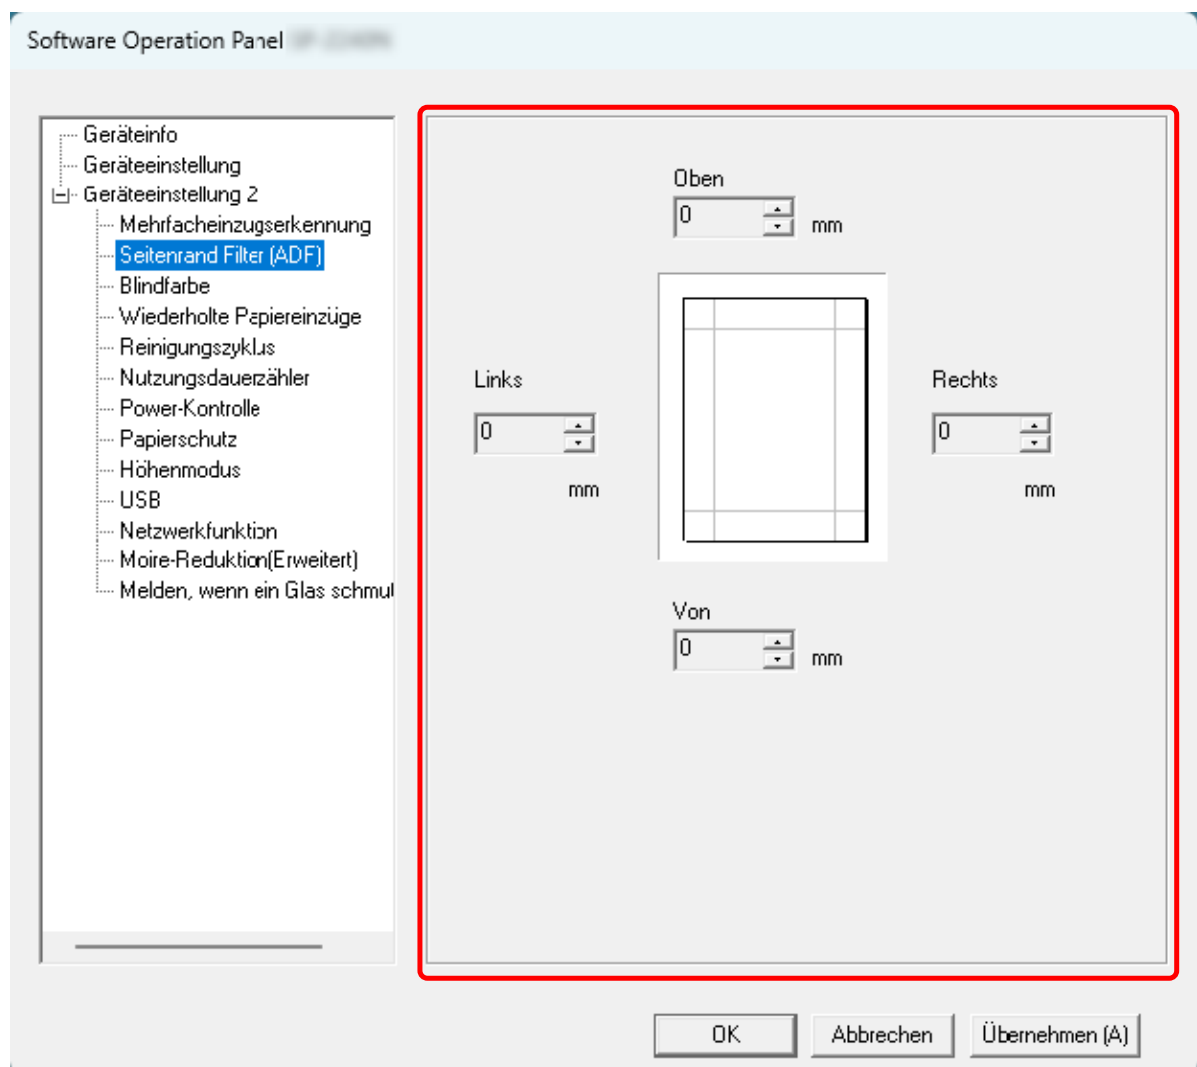 Software Operation Panel
Geräteinfo
Geräteeinstellung
Geräteeinstellung 2
Mehrfacheinzugserkennung
Seitenrand Filter (ADF)
Blindfarbe
Wiederholte Papiereinzüge
Reinigungszyklus
Nutzungsdauerzähler
Power-Kontrolle
Papierschutz
Höhenmodus
USB
Netzwerkfunktion
Moire-Reduktion(Erweitert)
Melden, wenn ein Glas schmut
Oben
0 mm
Links
0
mm
Rechts
0
mm
Von
0 mm
OK Abbrechen Übernehmen (A)